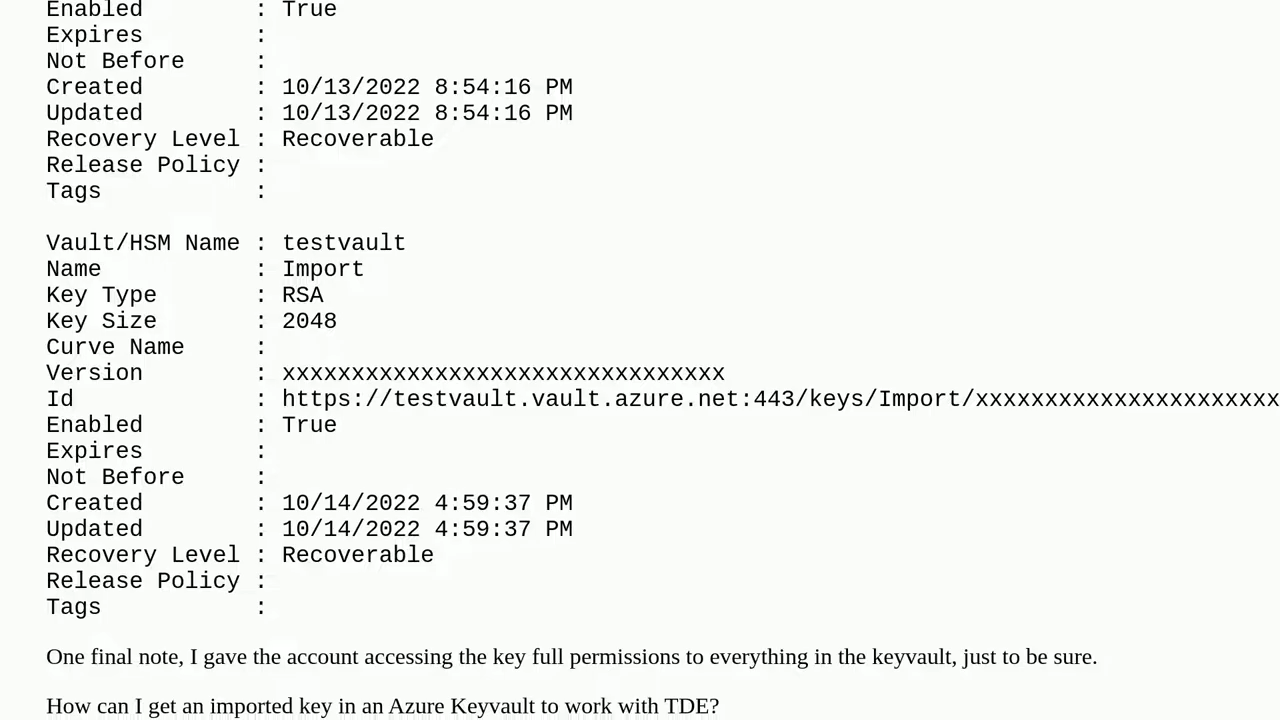 Enabled        : True
Expires        :
Not Before     :
Created        : 10/13/2022 8:54:16 PM
Updated        : 10/13/2022 8:54:16 PM
Recovery Level : Recoverable
Release Policy :
Tags           :
Vault/HSM Name : testvault
Name           : Import
Key Type       : RSA
Key Size       : 2048
Curve Name     :
Version        : xxxxxxxxxxxxxxxxxxxxxxxxxxxxxxxx
Id             : https://testvault.vault.azure.net:443/keys/Import/xxxxxxxxxxxxxxxxxxxxxx
Enabled        : True
Expires        :
Not Before     :
Created        : 10/14/2022 4:59:37 PM
Updated        : 10/14/2022 4:59:37 PM
Recovery Level : Recoverable
Release Policy :
Tags           :
One final note, I gave the account accessing the key full permissions to everything in the keyvault, just to be sure.
How can I get an imported key in an Azure Keyvault to work with TDE?